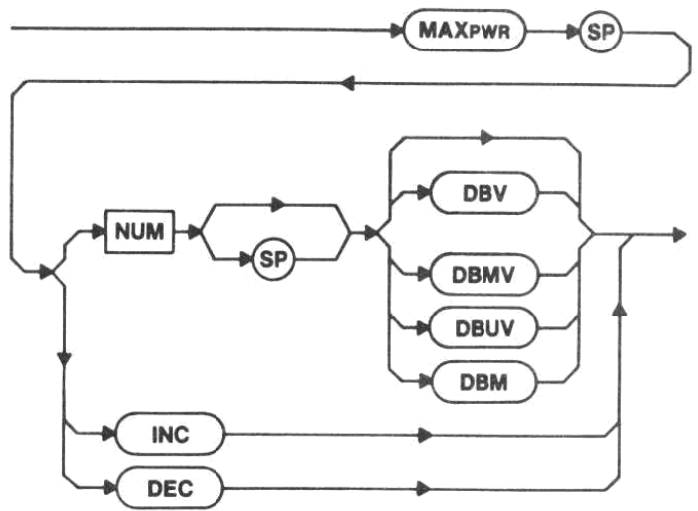 MAXPWR SP
DBV
NUM
SP
DBMV
DBUV
DBM
INC
DEC